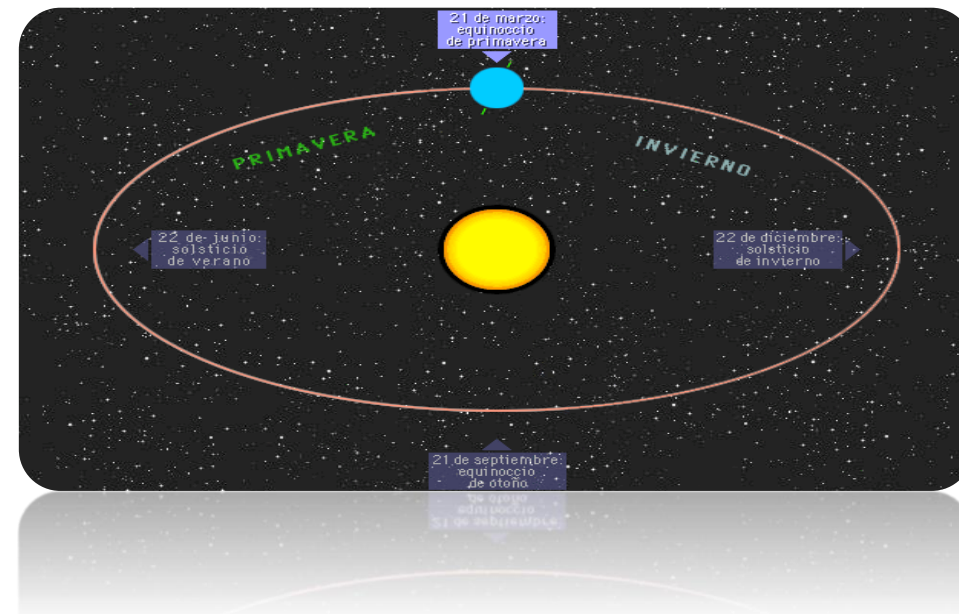 21 de marzo:
equinoccio
de primavera
PRIMAVERA
INVIERNO
22 de junio:
solsticio
de verano
22 de diciembre:
solsticio
de invierno
21 de septiembre:
equinoccio
de otoño